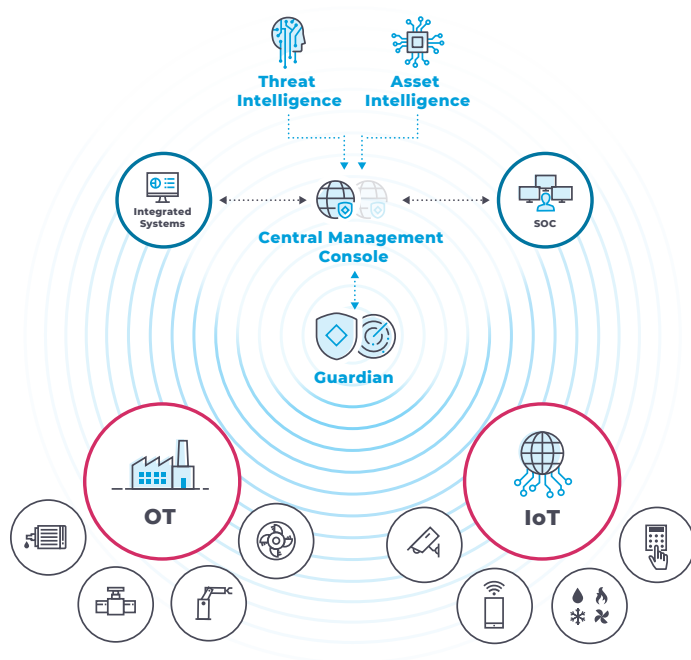 Threat
Intelligence
Asset
Intelligence
Integrated
Systems
SOC
Central Management
Console
Guardian
OT
IoT